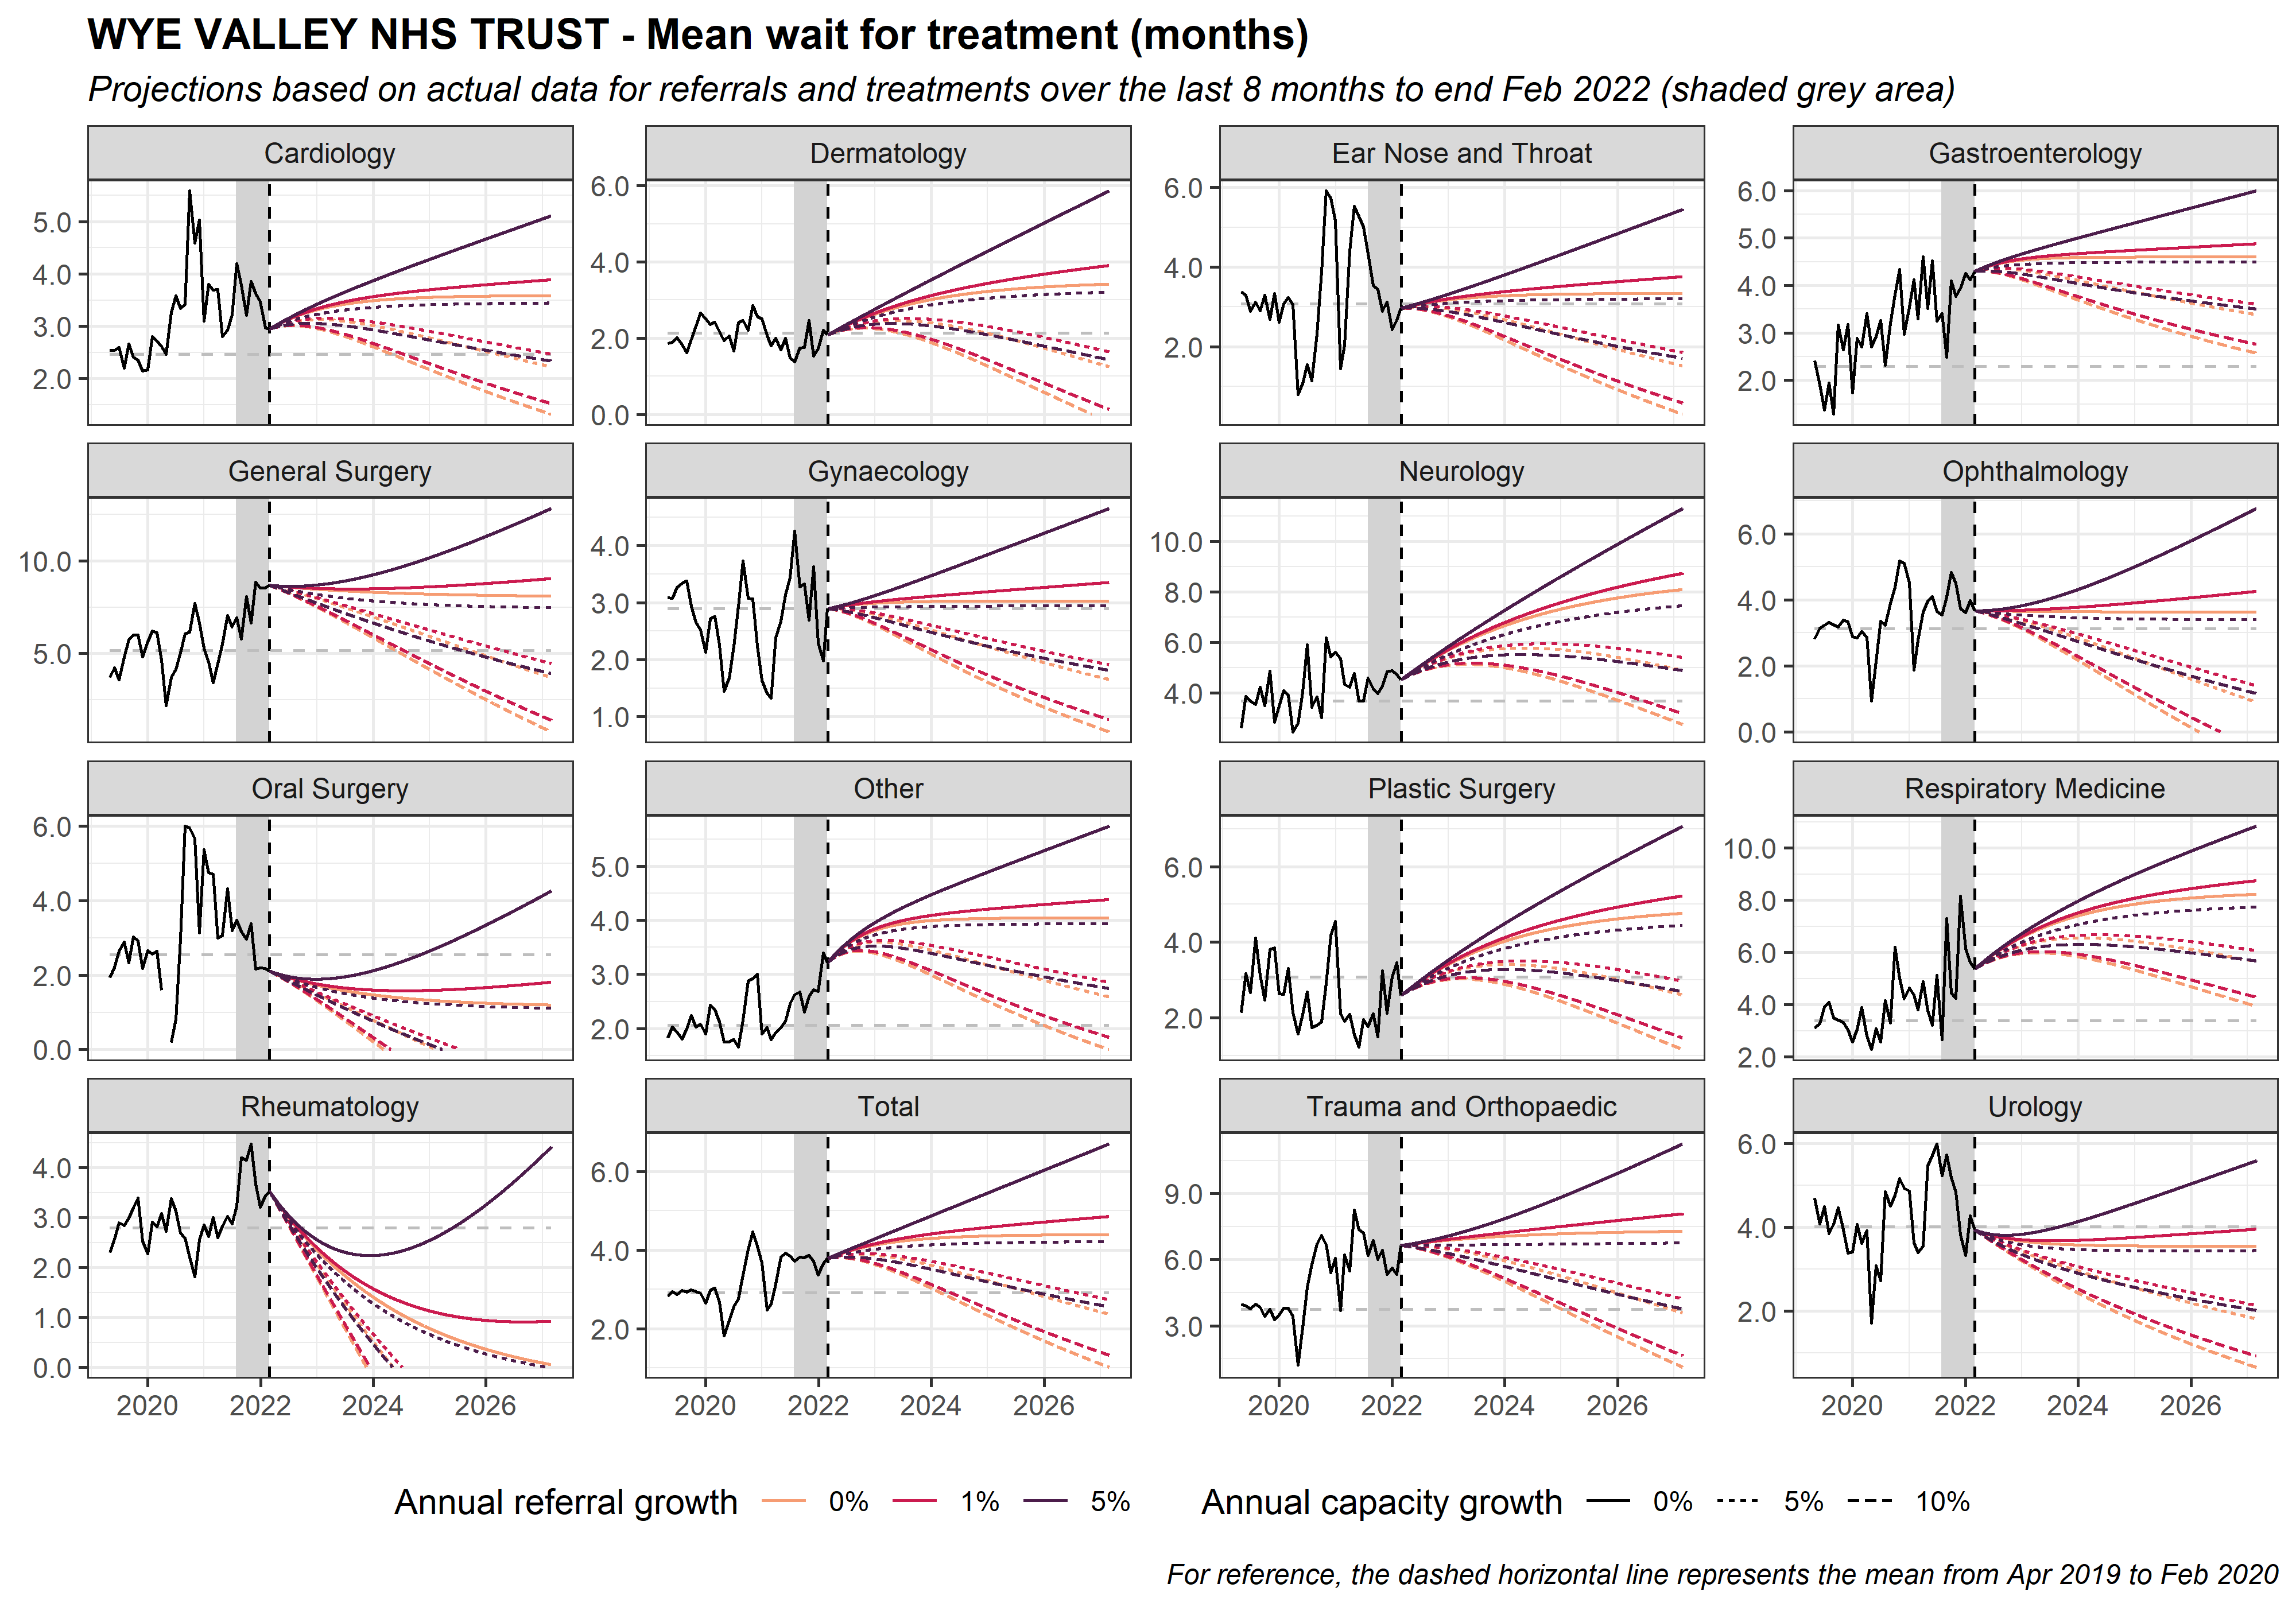 WYE VALLEY NHS TRUST - Mean wait for treatment (months)
Projections based on actual data for referrals and treatments over the last 8 months to end Feb 2022 (shaded grey area)
Cardiology
5.0
4.0
3.0
2.0
Dermatology
6.0
4.0
2.0
0.0
Ear Nose and Throat
6.0
4.0
2.0
Gastroenterology
6.0
5.0
4.0
3.0
2.0
General Surgery
10.0
5.0
Gynaecology
4.0
3.0
2.0
1.0
Neurology
10.0
8.0
6.0
4.0
Ophthalmology
6.0
4.0
2.0
0.0
Oral Surgery
6.0
4.0
2.0
0.0
Other
5.0
4.0
3.0
2.0
Plastic Surgery
6.0
4.0
2.0
Respiratory Medicine
10.0
8.0
6.0
4.0
2.0
Rheumatology
4.0
3.0
2.0
1.0
0.0
2020 2022 2024 2026
Total
6.0
4.0
2.0
2020 2022 2024 2026
Trauma and Orthopaedic
9.0
6.0
3.0
2020 2022 2024 2026
Urology
6.0
4.0
2.0
2020 2022 2024 2026
Annual referral growth 0% 1% 5%
Annual capacity growth 0% 5% 10%
For reference, the dashed horizontal line represents the mean from Apr 2019 to Feb 2020